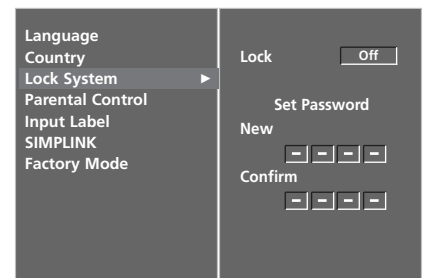 Language
Country
Lock System ►
Parental Control
Input Label
SIMPLINK
Factory Mode
Lock Off
Set Password
New
– – – –
Confirm
– – – –